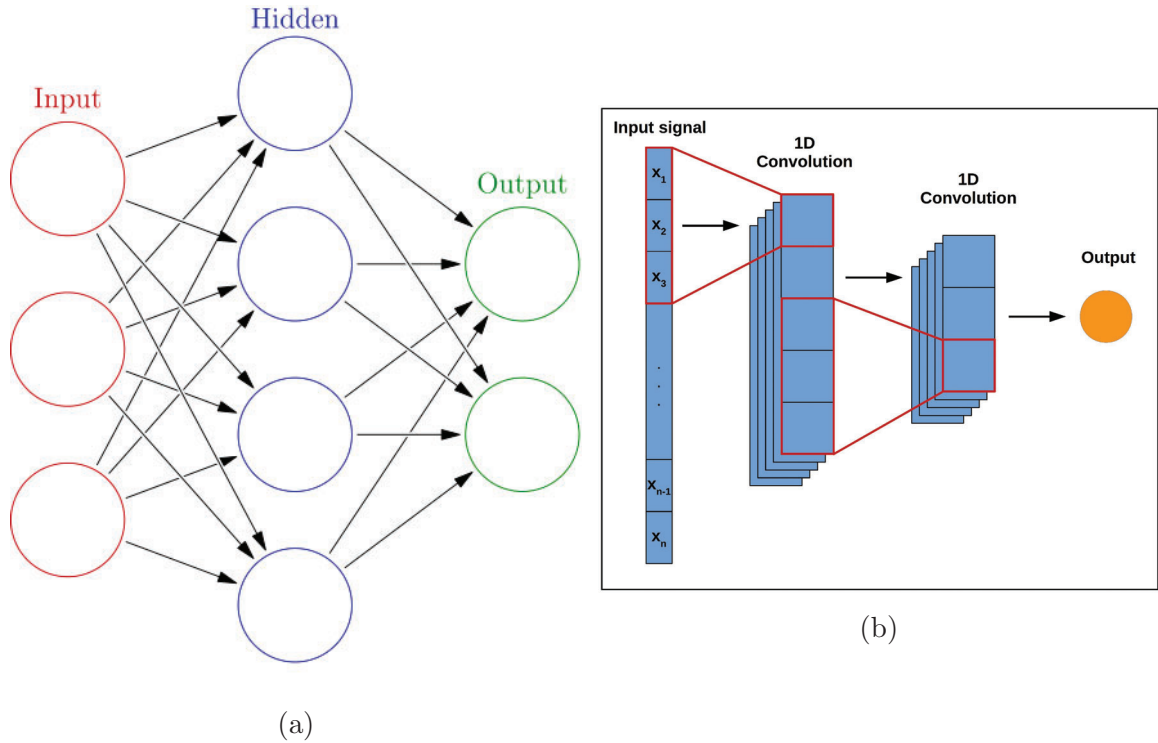 Hidden
Input
Output
(a)
Input signal
1D
Convolution
1D
Convolution
Output
x1
x2
x3
.
.
.
xn-1
xn
(b)